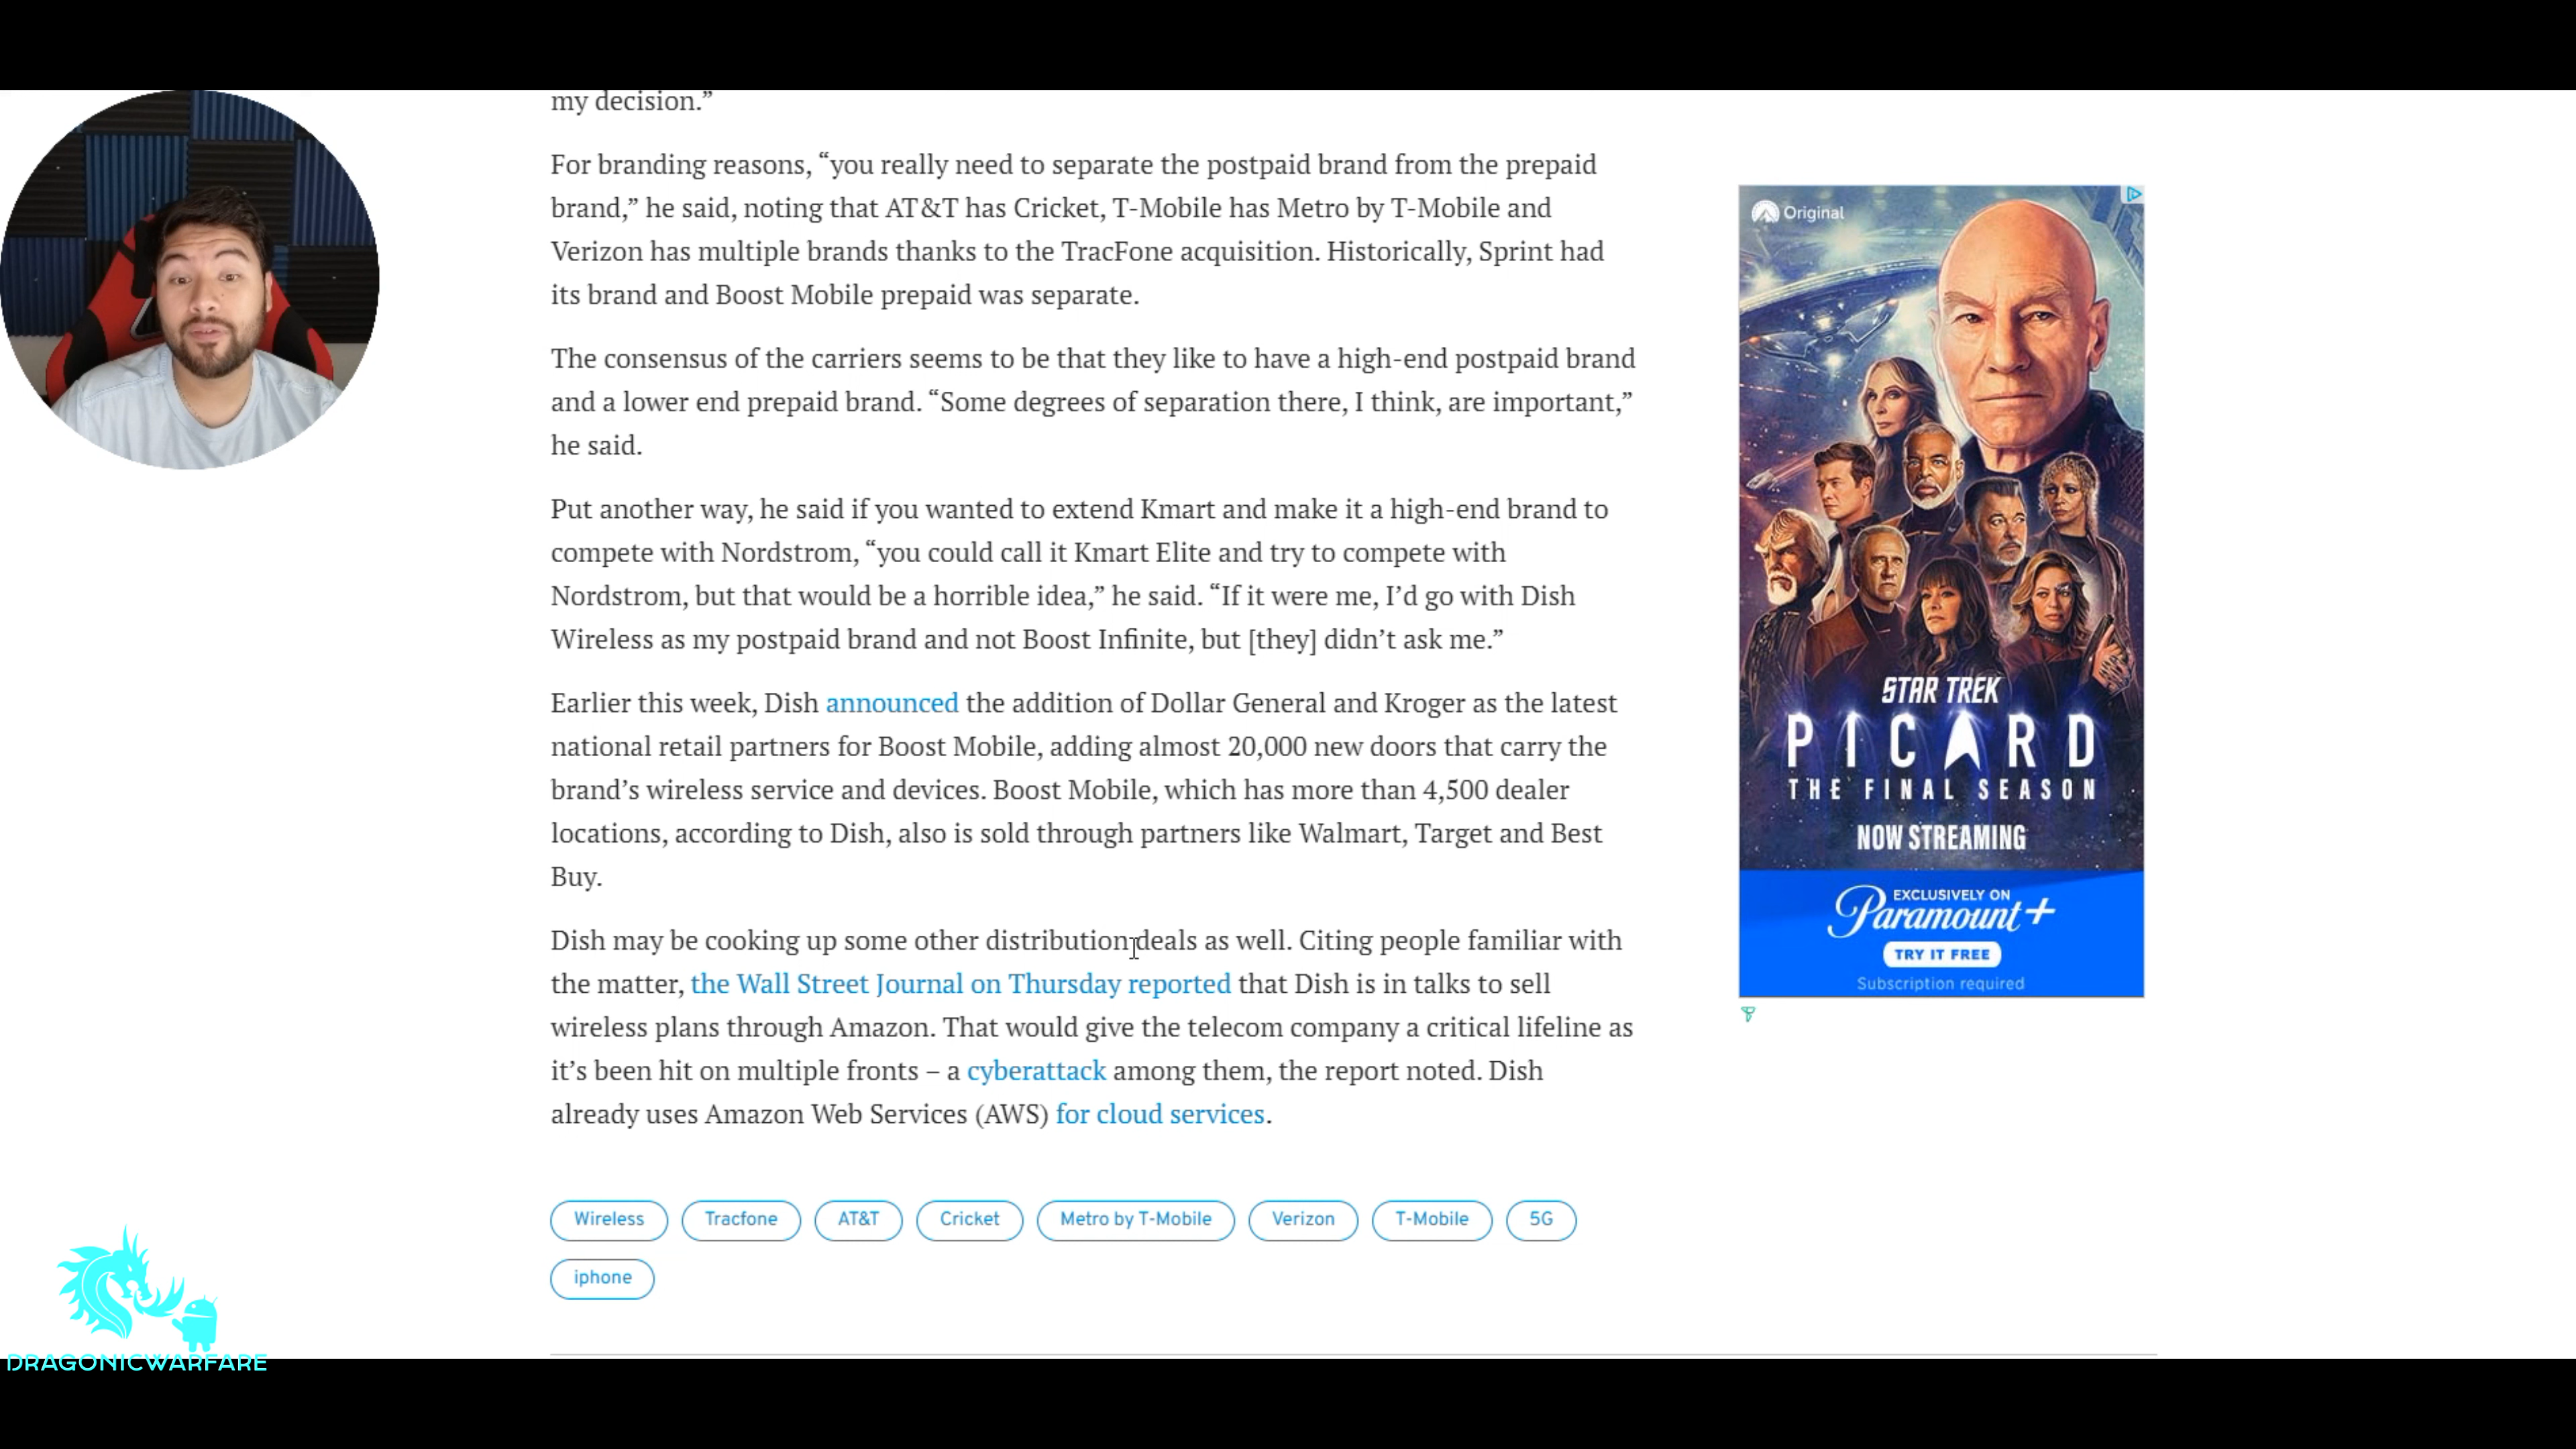 my decision.”
For branding reasons, “you really need to separate the postpaid brand from the prepaid
brand,” he said, noting that AT&T has Cricket, T-Mobile has Metro by T-Mobile and
Verizon has multiple brands thanks to the TracFone acquisition. Historically, Sprint had
its brand and Boost Mobile prepaid was separate.
The consensus of the carriers seems to be that they like to have a high-end postpaid brand
and a lower end prepaid brand. “Some degrees of separation there, I think, are important,”
he said.
Put another way, he said if you wanted to extend Kmart and make it a high-end brand to
compete with Nordstrom, “you could call it Kmart Elite and try to compete with
Nordstrom, but that would be a horrible idea,” he said. “If it were me, I’d go with Dish
Wireless as my postpaid brand and not Boost Infinite, but [they] didn’t ask me.”
Earlier this week, Dish announced the addition of Dollar General and Kroger as the latest
national retail partners for Boost Mobile, adding almost 20,000 new doors that carry the
brand’s wireless service and devices. Boost Mobile, which has more than 4,500 dealer
locations, according to Dish, also is sold through partners like Walmart, Target and Best
Buy.
Dish may be cooking up some other distribution deals as well. Citing people familiar with
the matter, the Wall Street Journal on Thursday reported that Dish is in talks to sell
wireless plans through Amazon. That would give the telecom company a critical lifeline as
it’s been hit on multiple fronts – a cyberattack among them, the report noted. Dish
already uses Amazon Web Services (AWS) for cloud services.
Wireless
Tracfone
AT&T
Cricket
Metro by T-Mobile
Verizon
T-Mobile
5G
iphone
Original
STAR TREK
PICARD
THE FINAL SEASON
NOW STREAMING
EXCLUSIVELY ON
Paramount+
TRY IT FREE
Subscription required
DRAGONICWARFARE